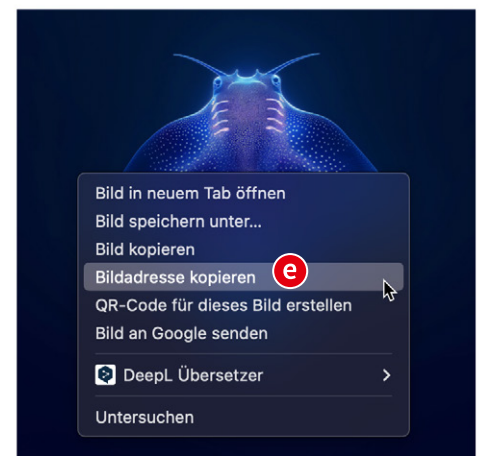 Bild in neuem Tab öffnen
Bild speichern unter...
Bild kopieren
Bildadresse kopieren e
QR-Code für dieses Bild erstellen
Bild an Google senden
DeepL Übersetzer
Untersuchen